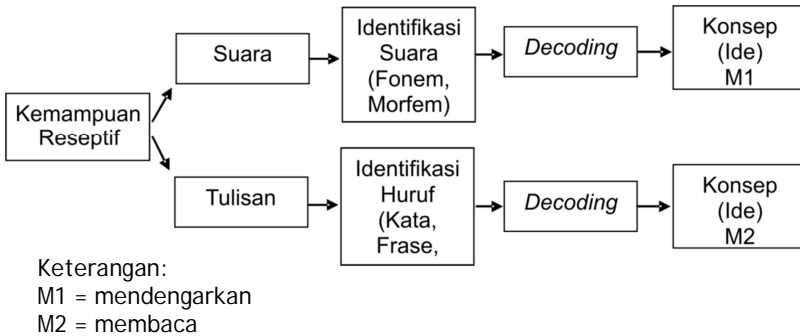 Kemampuan
Reseptif
Suara
Identifikasi
Suara
(Fonem,
Morfem)
Decoding
Konsep
(Ide)
M1
Tulisan
Identifikasi
Huruf
(Kata,
Frase,
Decoding
Konsep
(Ide)
M2
Keterangan:
M1 = mendengarkan
M2 = membaca